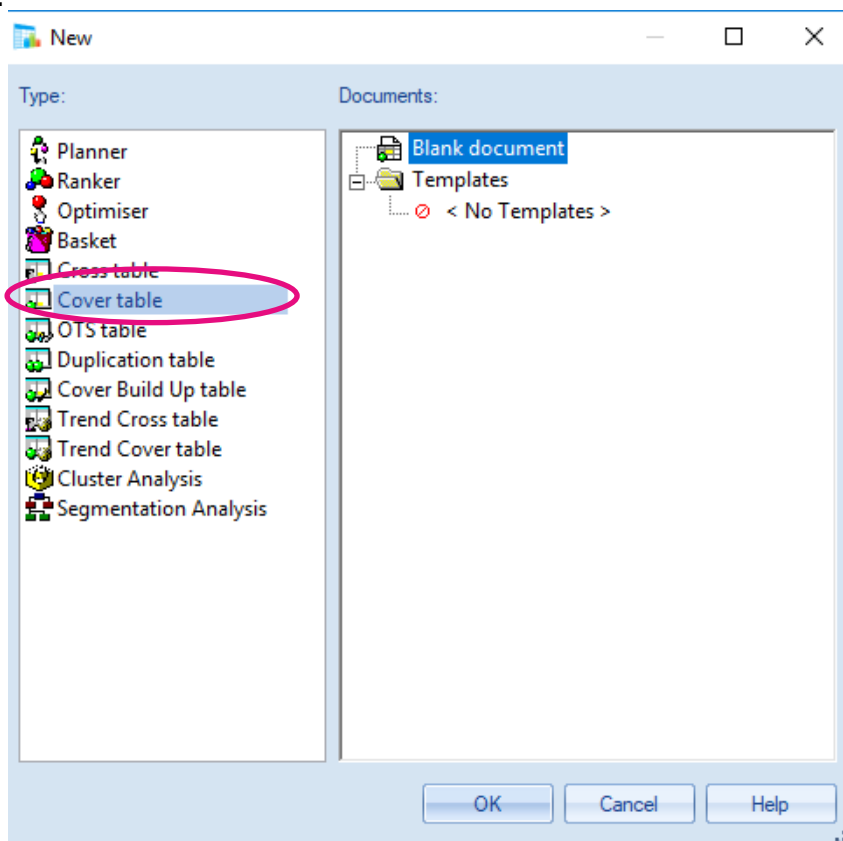 New
Type:
Documents:
Planner
Ranker
Optimiser
Basket
Cross table
Cover table
OTS table
Duplication table
Cover Build Up table
Trend Cross table
Trend Cover table
Cluster Analysis
Segmentation Analysis
Blank document
Templates
< No Templates >
OK
Cancel
Help